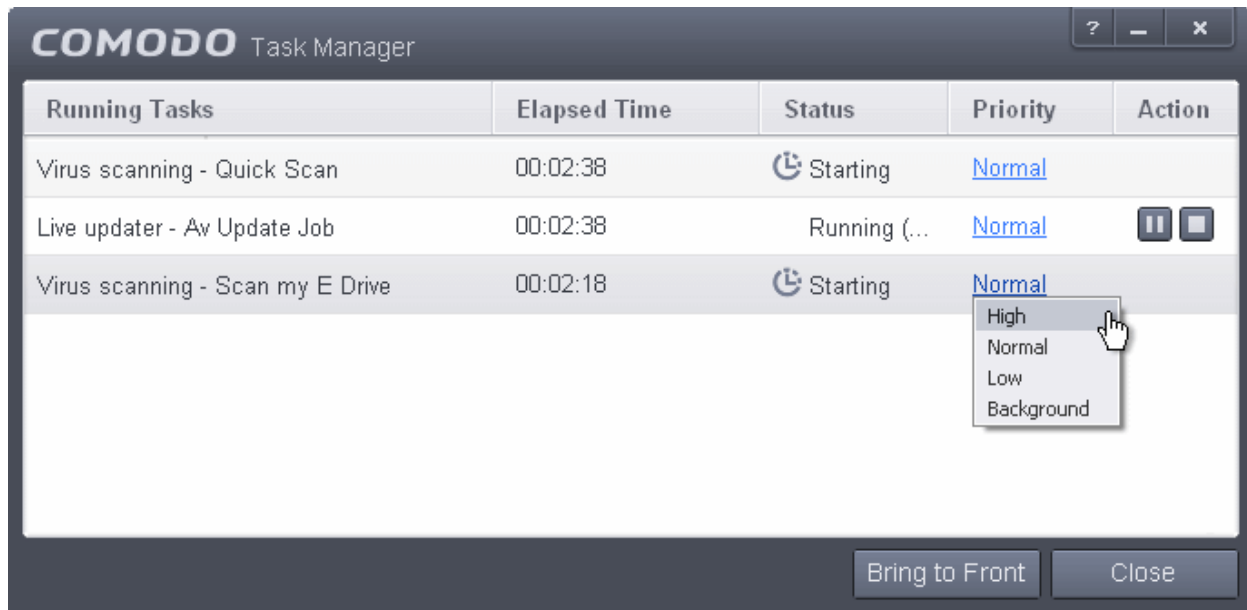 COMODO Task Manager
? – x
Running Tasks Elapsed Time Status Priority Action
Virus scanning - Quick Scan 00:02:38 Starting Normal
Live updater - Av Update Job 00:02:38 Running (... Normal
Virus scanning - Scan my E Drive 00:02:18 Starting Normal
High
Normal
Low
Background
Bring to Front Close